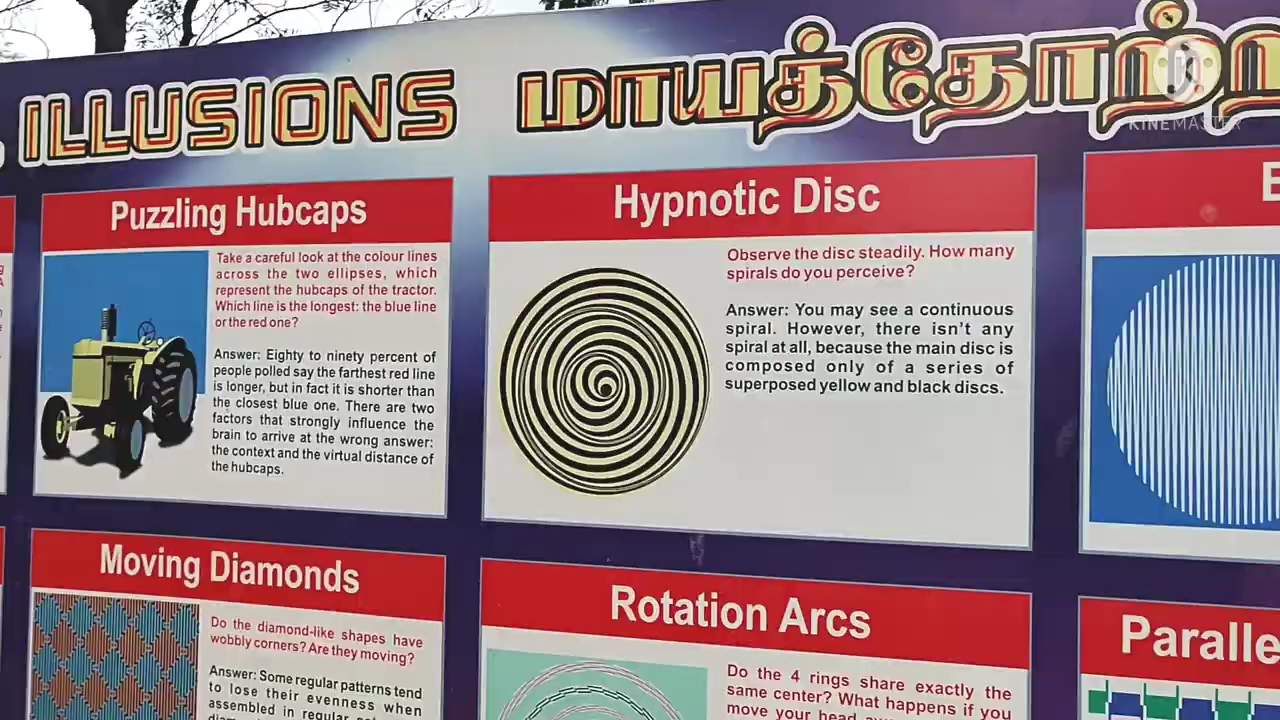 ILLUSIONS மாயத்தோற்ற
KINEMASTER
Puzzling Hubcaps
Take a careful look at the colour lines
across the two ellipses, which
represent the hubcaps of the tractor.
Which line is the longest: the blue line
or the red one?
Answer: Eighty to ninety percent of
people polled say the farthest red line
is longer, but in fact it is shorter than
the closest blue one. There are two
factors that strongly influence the
brain to arrive at the wrong answer:
the context and the virtual distance of
the hubcaps.
Hypnotic Disc
Observe the disc steadily. How many
spirals do you perceive?
Answer: You may see a continuous
spiral. However, there isn't any
spiral at all, because the main disc is
composed only of a series of
superposed yellow and black discs.
Moving Diamonds
Do the diamond-like shapes have
wobbly corners? Are they moving?
Answer: Some regular patterns tend
to lose their evenness when
assembled in regular
Rotation Arcs
Do the 4 rings share exactly the
same center? What happens if you
move your head
Paralle